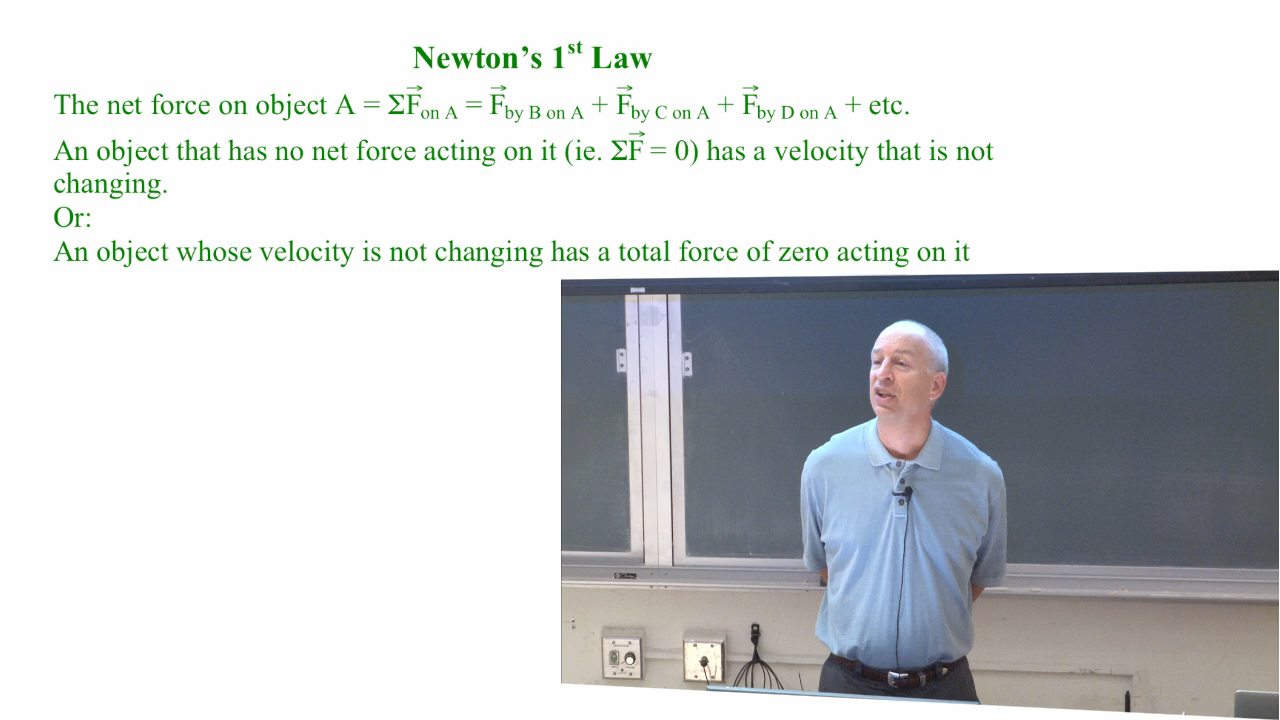 Newton’s 1st Law
The net force on object A = ΣF⃗on A = F⃗by B on A + F⃗by C on A + F⃗by D on A + etc.
An object that has no net force acting on it (ie. ΣF⃗ = 0) has a velocity that is not
changing.
Or:
An object whose velocity is not changing has a total force of zero acting on it